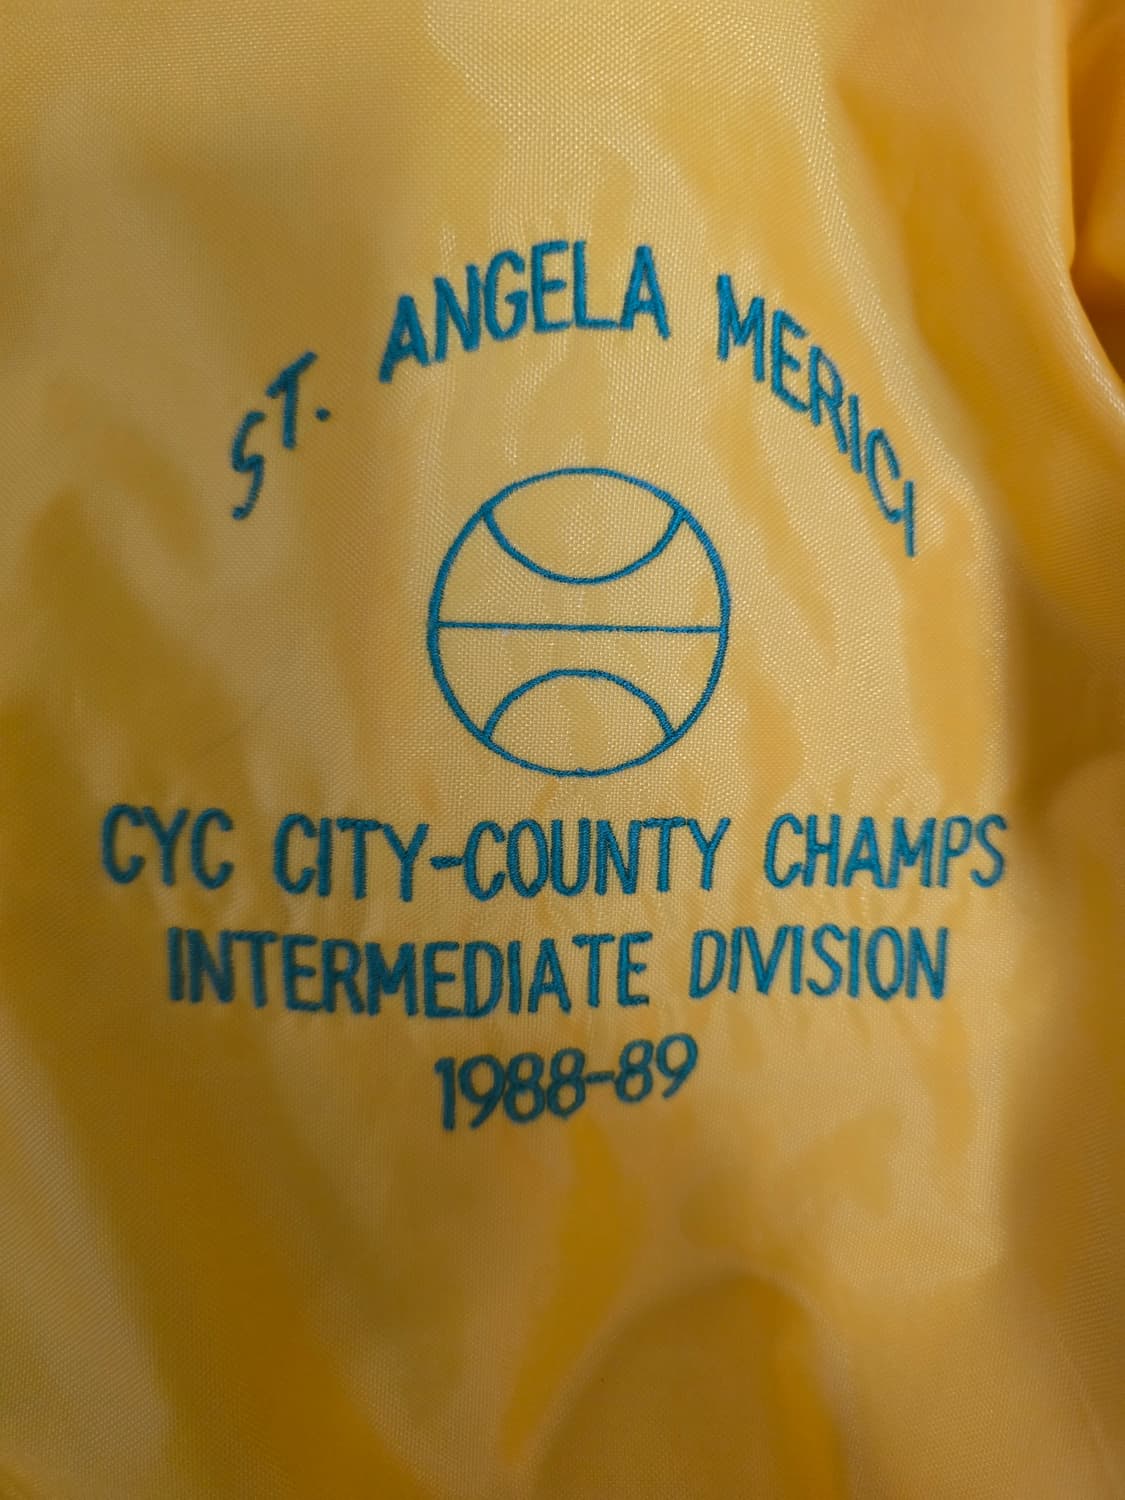 ST. ANGELA MERICI
CYC CITY-COUNTY CHAMPS
INTERMEDIATE DIVISION
1988-89